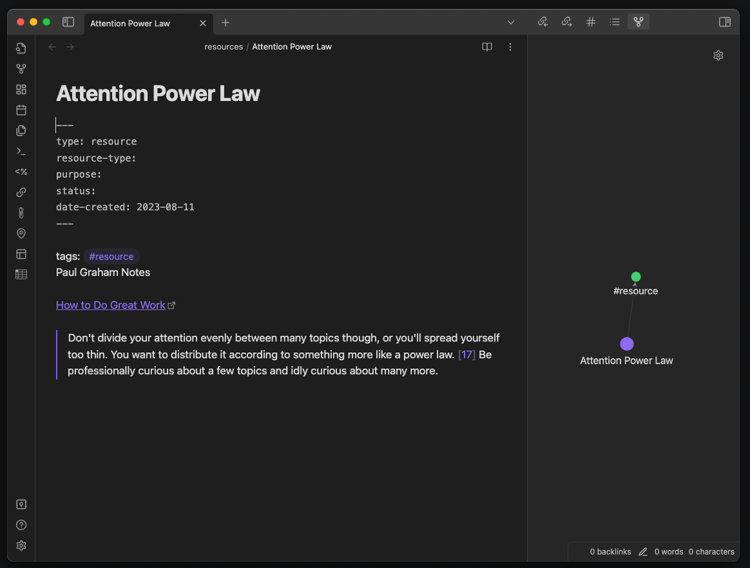 Attention Power Law
resources / Attention Power Law
Attention Power Law
---
type: resource
resource-type:
purpose:
status:
date-created: 2023-08-11
---
tags: #resource
Paul Graham Notes
How to Do Great Work
Don't divide your attention evenly between many topics though, or you'll spread yourself
too thin. You want to distribute it according to something more like a power law. [17] Be
professionally curious about a few topics and idly curious about many more.
#resource
Attention Power Law
0 backlinks 0 words 0 characters